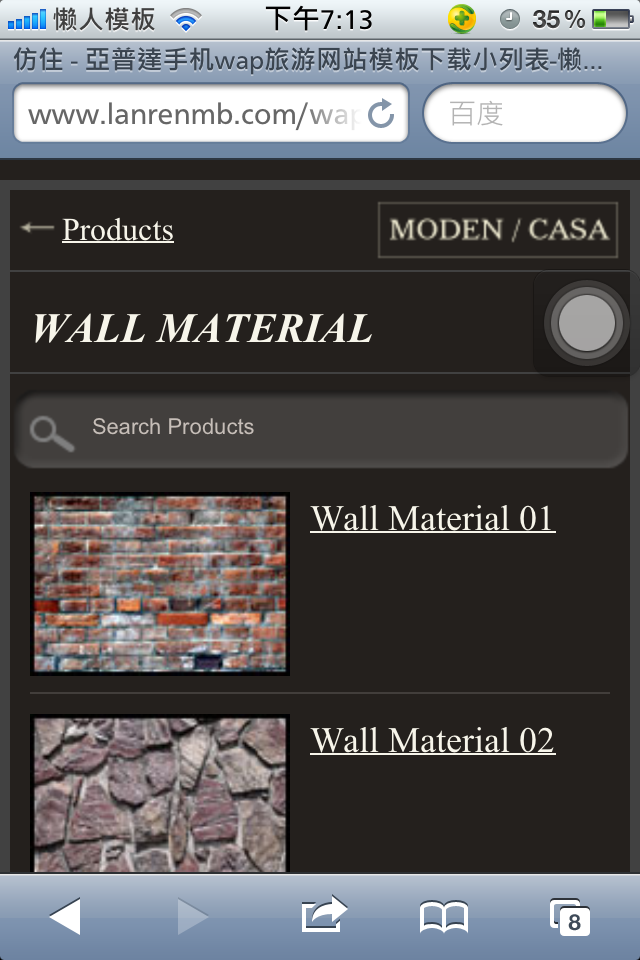 懒人模板 下午7:13 35%
仿住 - 亞普達手机wap旅游网站模板下载小列表-懒...
www.lanrenmb.com/wap 百度
Products MODEN / CASA
WALL MATERIAL
Search Products
Wall Material 01
Wall Material 02
8